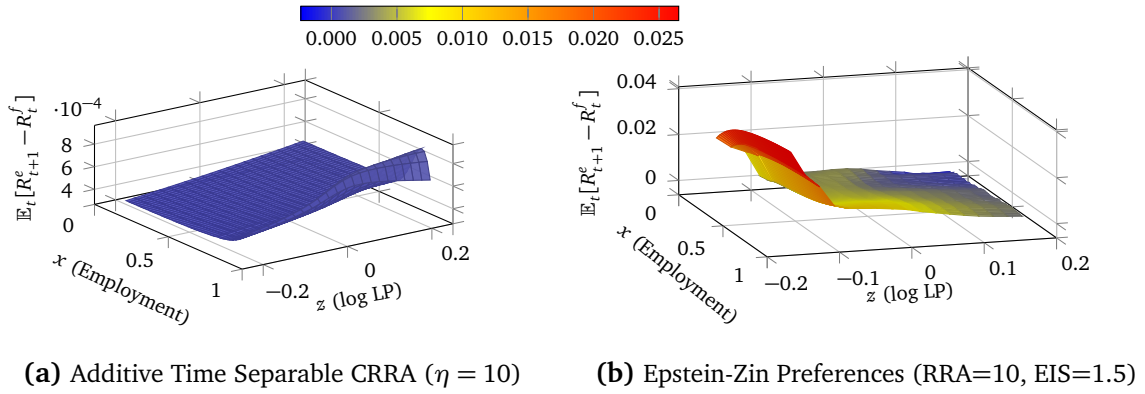 0.000 0.005 0.010 0.015 0.020 0.025
·10⁻⁴
8
6
4
0
0.5
1
−0.2
0
0.2
𝔼ₜ[Rᵉₜ₊₁ − Rᶠₜ]
x (Employment)
z (log LP)
0.04
0.02
0
0
0.5
1
−0.2
−0.1
0
0.1
0.2
𝔼ₜ[Rᵉₜ₊₁ − Rᶠₜ]
x (Employment)
z (log LP)
(a) Additive Time Separable CRRA (η = 10)
(b) Epstein-Zin Preferences (RRA=10, EIS=1.5)